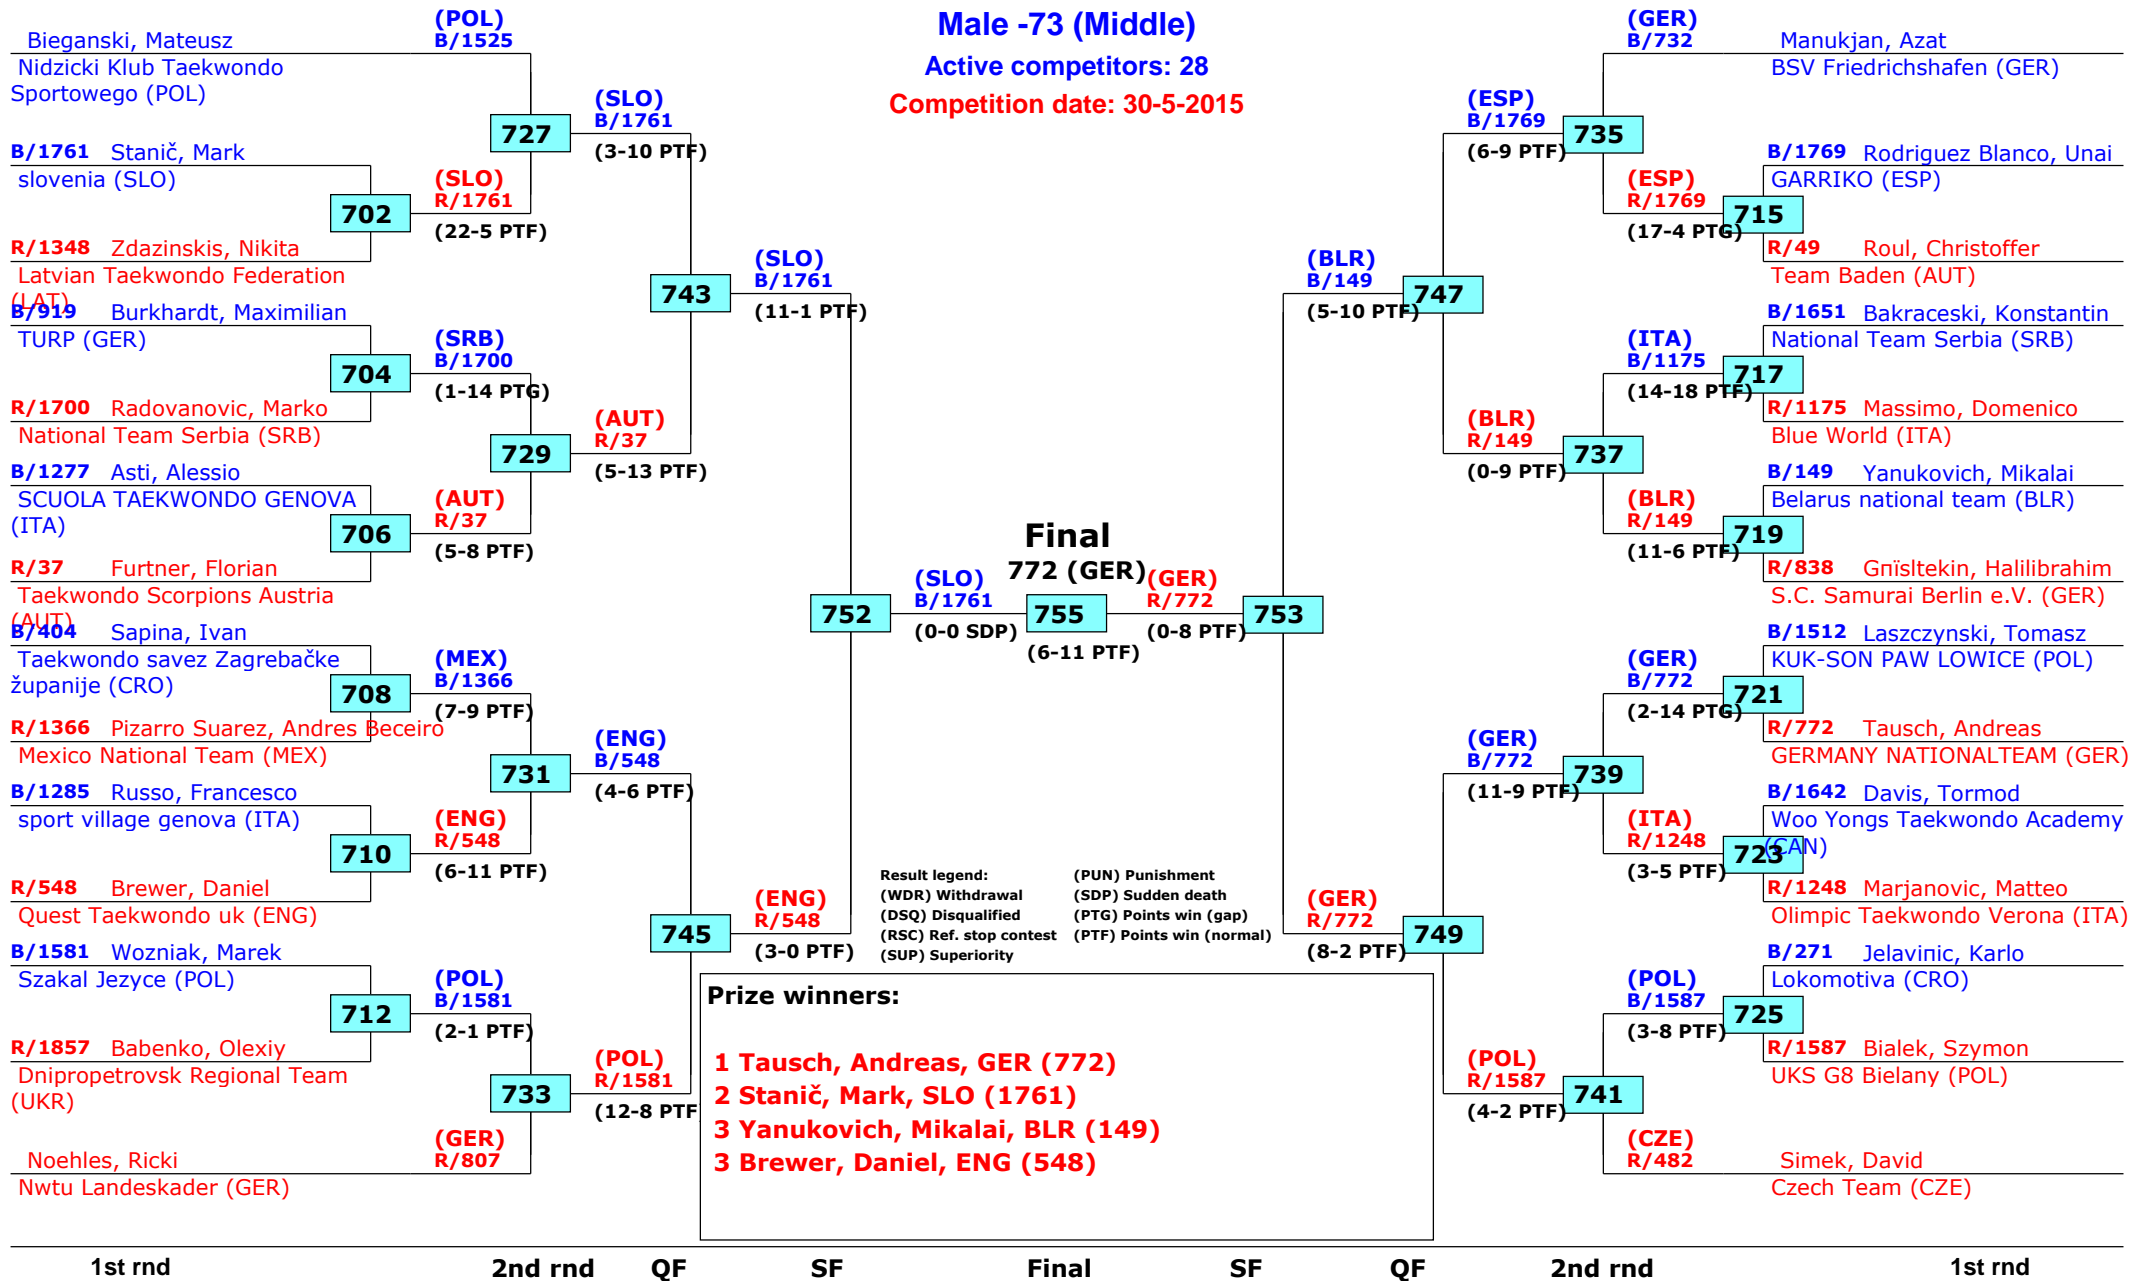 Male -73 (Middle)
Active competitors: 28
Competition date: 30-5-2015
Bieganski, Mateusz
Nidzicki Klub Taekwondo
Sportowego (POL)
B/1761 Stanič, Mark
slovenia (SLO)
R/1348 Zdazinskis, Nikita
Latvian Taekwondo Federation
(LAT)
B/919 Burkhardt, Maximilian
TURP (GER)
R/1700 Radovanovic, Marko
National Team Serbia (SRB)
B/1277 Asti, Alessio
SCUOLA TAEKWONDO GENOVA
(ITA)
R/37 Furtner, Florian
Taekwondo Scorpions Austria
(AUT)
B/404 Sapina, Ivan
Taekwondo savez Zagrebačke
županije (CRO)
R/1366 Pizarro Suarez, Andres Beceiro
Mexico National Team (MEX)
B/1285 Russo, Francesco
sport village genova (ITA)
R/548 Brewer, Daniel
Quest Taekwondo uk (ENG)
B/1581 Wozniak, Marek
Szakal Jezyce (POL)
R/1857 Babenko, Olexiy
Dnipropetrovsk Regional Team
(UKR)
Noehles, Ricki
Nwtu Landeskader (GER)
702
704
706
708
710
712
(POL)
B/1525
(SLO)
R/1761
(22-5 PTF)
(SRB)
B/1700
(1-14 PTG)
(AUT)
R/37
(5-8 PTF)
(MEX)
B/1366
(7-9 PTF)
(ENG)
R/548
(6-11 PTF)
(POL)
B/1581
(2-1 PTF)
(GER)
R/807
727
729
731
733
(SLO)
B/1761
(3-10 PTF)
(AUT)
R/37
(5-13 PTF)
(ENG)
B/548
(4-6 PTF)
(POL)
R/1581
(12-8 PTF
743
745
(SLO)
B/1761
(11-1 PTF)
(ENG)
R/548
(3-0 PTF)
752
(SLO)
B/1761
(0-0 SDP)
Final
772 (GER)
755
(6-11 PTF)
(GER)
R/772
(0-8 PTF)
753
(BLR)
B/149
(5-10 PTF)
(GER)
R/772
(8-2 PTF)
747
749
(ESP)
B/1769
(6-9 PTF)
(BLR)
R/149
(0-9 PTF)
(GER)
B/772
(11-9 PTF)
(POL)
R/1587
(4-2 PTF)
735
737
739
741
(GER)
B/732
(ESP)
R/1769
(17-4 PTG)
(ITA)
B/1175
(14-18 PTF)
(BLR)
R/149
(11-6 PTF)
(GER)
B/772
(2-14 PTG)
(ITA)
R/1248
(3-5 PTF)
(POL)
B/1587
(3-8 PTF)
(CZE)
R/482
715
717
719
721
723
725
Manukjan, Azat
BSV Friedrichshafen (GER)
B/1769 Rodriguez Blanco, Unai
GARRIKO (ESP)
R/49 Roul, Christoffer
Team Baden (AUT)
B/1651 Bakraceski, Konstantin
National Team Serbia (SRB)
R/1175 Massimo, Domenico
Blue World (ITA)
B/149 Yanukovich, Mikalai
Belarus national team (BLR)
R/838 Gпїsltekin, Halilibrahim
S.C. Samurai Berlin e.V. (GER)
B/1512 Laszczynski, Tomasz
KUK-SON PAW LOWICE (POL)
R/772 Tausch, Andreas
GERMANY NATIONALTEAM (GER)
B/1642 Davis, Tormod
Woo Yongs Taekwondo Academy
(CAN)
R/1248 Marjanovic, Matteo
Olimpic Taekwondo Verona (ITA)
B/271 Jelaviпic, Karlo
Lokomotiva (CRO)
R/1587 Bialek, Szymon
UKS G8 Bielany (POL)
Simek, David
Czech Team (CZE)
Result legend:
(WDR) Withdrawal
(DSQ) Disqualified
(RSC) Ref. stop contest
(SUP) Superiority
(PUN) Punishment
(SDP) Sudden death
(PTG) Points win (gap)
(PTF) Points win (normal)
Prize winners:
1 Tausch, Andreas, GER (772)
2 Stanič, Mark, SLO (1761)
3 Yanukovich, Mikalai, BLR (149)
3 Brewer, Daniel, ENG (548)
1st rnd 2nd rnd QF SF Final SF QF 2nd rnd 1st rnd